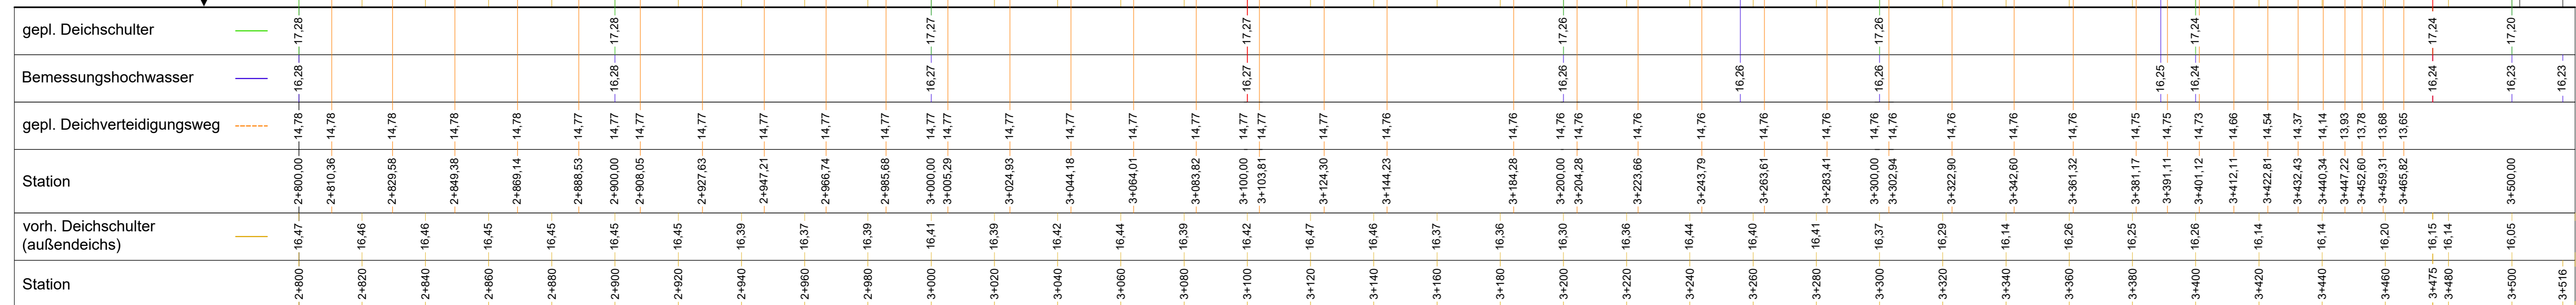 gepl. Deichschulter 17,28 17,28 17,27 17,27 17,26 17,26 17,24 17,24 17,20
Bemessungshochwasser 16,28 16,28 16,27 16,27 16,26 16,26 16,26 16,25 16,24 16,24 16,23 16,23
gepl. Deichverteidigungsweg 14,78 14,78 14,78 14,78 14,78 14,77 14,77 14,77 14,77 14,77 14,77 14,77 14,77 14,77 14,77 14,77 14,77 14,77 14,77 14,77 14,77 14,76 14,76 14,76 14,76 14,76 14,76 14,76 14,76 14,76 14,76 14,76 14,76 14,76 14,75 14,75 14,73 14,66 14,54 14,37 14,14 13,93 13,78 13,68 13,65
Station 2+800,00 2+810,36 2+829,58 2+849,38 2+869,14 2+888,53 2+900,00 2+908,05 2+927,63 2+947,21 2+966,74 2+985,68 3+000,00 3+005,29 3+024,93 3+044,18 3+064,01 3+083,82 3+100,00 3+103,81 3+124,30 3+144,23 3+184,28 3+200,00 3+204,28 3+223,66 3+243,79 3+263,61 3+283,41 3+300,00 3+302,94 3+322,90 3+342,60 3+361,32 3+381,17 3+391,11 3+401,12 3+412,11 3+422,81 3+432,43 3+440,34 3+447,22 3+452,60 3+459,31 3+465,82 3+500,00
vorh. Deichschulter
(außendeichs) 16,47 16,46 16,46 16,45 16,45 16,45 16,45 16,39 16,37 16,39 16,41 16,39 16,42 16,44 16,39 16,42 16,47 16,46 16,37 16,36 16,30 16,36 16,44 16,40 16,41 16,37 16,29 16,14 16,26 16,25 16,26 16,14 16,14 16,20 16,15 16,14 16,05
Station 2+800 2+820 2+840 2+860 2+880 2+900 2+920 2+940 2+960 2+980 3+000 3+020 3+040 3+060 3+080 3+100 3+120 3+140 3+160 3+180 3+200 3+220 3+240 3+260 3+280 3+300 3+320 3+340 3+360 3+380 3+400 3+420 3+440 3+460 3+475 3+480 3+500 3+516